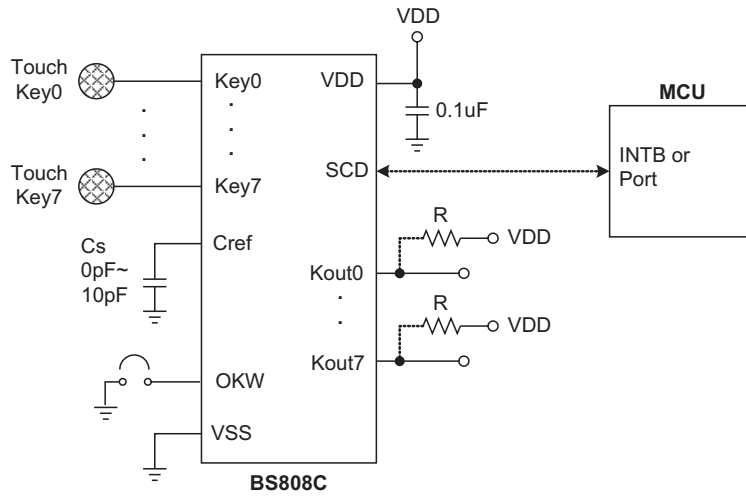 VDD
Touch
Key0
Key0
VDD
0.1uF
MCU
SCD
INTB or
Port
Touch
Key7
Key7
R
VDD
Cs
0pF~
10pF
Cref
Kout0
R
VDD
Kout7
OKW
VSS
BS808C